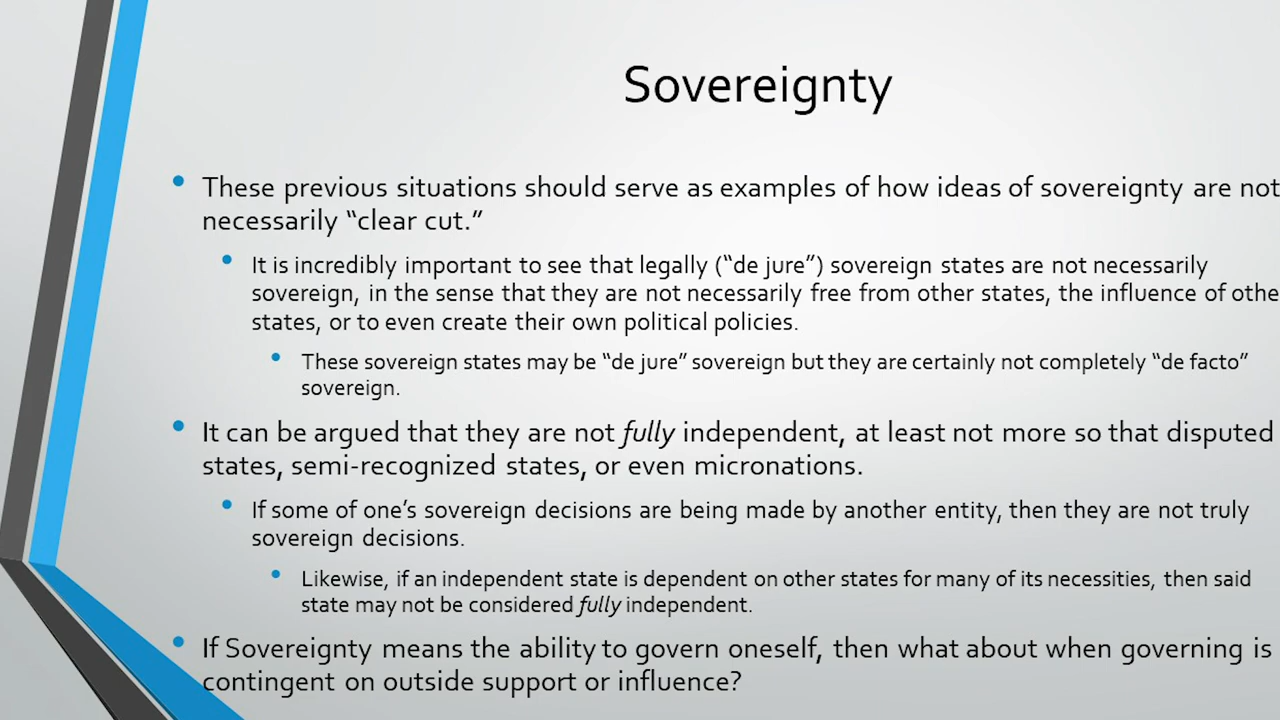 Sovereignty
These previous situations should serve as examples of how ideas of sovereignty are not
necessarily “clear cut.”
It is incredibly important to see that legally (“de jure”) sovereign states are not necessarily
sovereign, in the sense that they are not necessarily free from other states, the influence of othe
states, or to even create their own political policies.
These sovereign states may be “de jure” sovereign but they are certainly not completely “de facto”
sovereign.
It can be argued that they are not fully independent, at least not more so that disputed
states, semi-recognized states, or even micronations.
If some of one’s sovereign decisions are being made by another entity, then they are not truly
sovereign decisions.
Likewise, if an independent state is dependent on other states for many of its necessities, then said
state may not be considered fully independent.
If Sovereignty means the ability to govern oneself, then what about when governing is
contingent on outside support or influence?